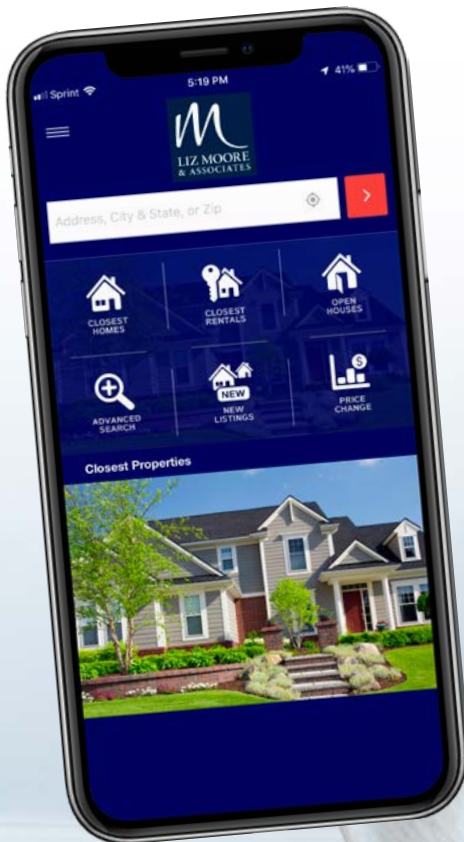 Sprint
5:19 PM
41%
M
LIZ MOORE
& ASSOCIATES
Address, City & State, or Zip
CLOSEST
HOMES
CLOSEST
RENTALS
OPEN
HOUSES
ADVANCED
SEARCH
NEW
NEW
LISTINGS
$
PRICE
CHANGE
Closest Properties